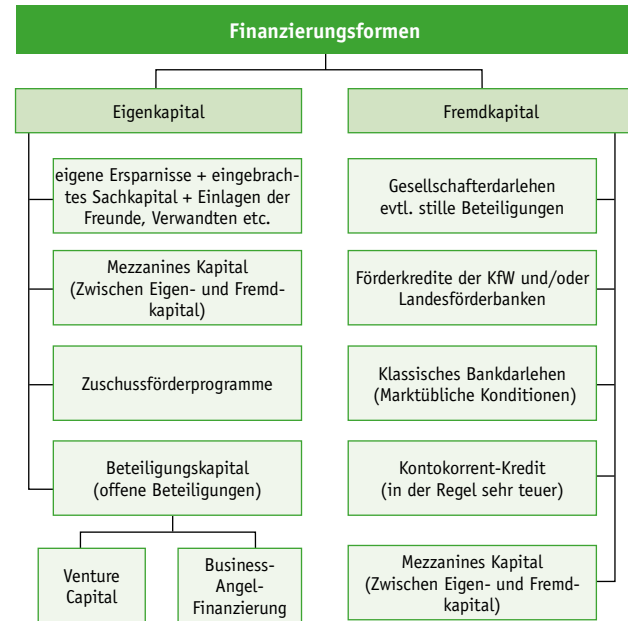 Finanzierungsformen
Eigenkapital
eigene Ersparnisse + eingebrach-
tes Sachkapital + Einlagen der
Freunde, Verwandten etc.
Mezzanines Kapital
(Zwischen Eigen- und Fremd-
kapital)
Zuschussförderprogramme
Beteiligungskapital
(offene Beteiligungen)
Venture
Capital
Business-
Angel-
Finanzierung
Fremdkapital
Gesellschafterdarlehen
evtl. stille Beteiligungen
Förderkredite der KfW und/oder
Landesförderbanken
Klassisches Bankdarlehen
(Marktübliche Konditionen)
Kontokorrent-Kredit
(in der Regel sehr teuer)
Mezzanines Kapital
(Zwischen Eigen- und Fremd-
kapital)